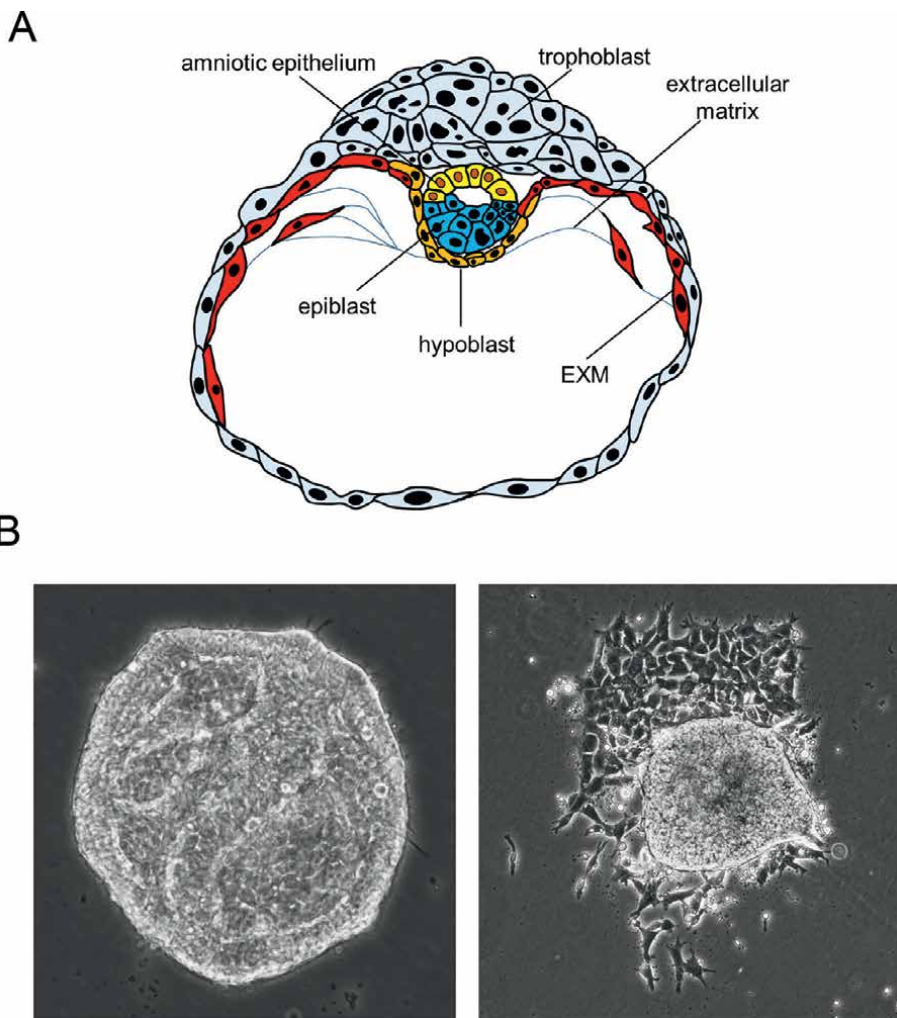 A
amniotic epithelium
trophoblast
extracellular
matrix
epiblast
hypoblast
EXM
B